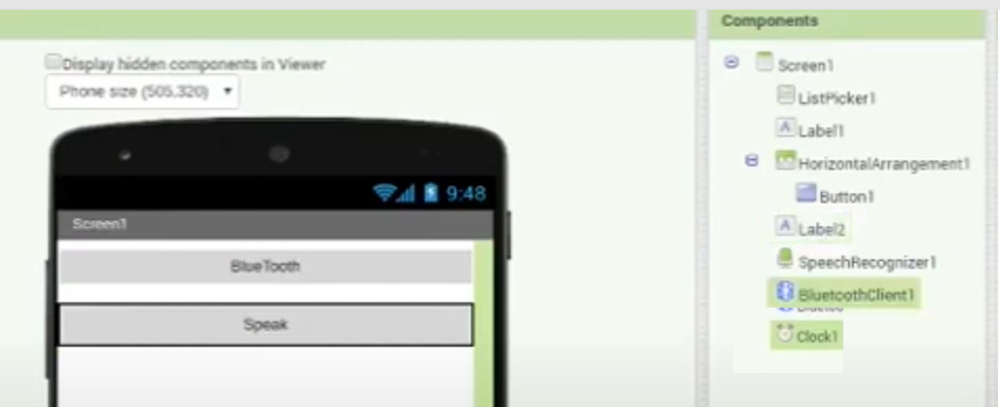 Components
Display hidden components in Viewer
Phone size (505,320)
9:48
Screen1
BlueTooth
Speak
Screen1
ListPicker1
Label1
HorizontalArrangement1
Button1
Label2
SpeechRecognizer1
BluetoothClient1
Clock1